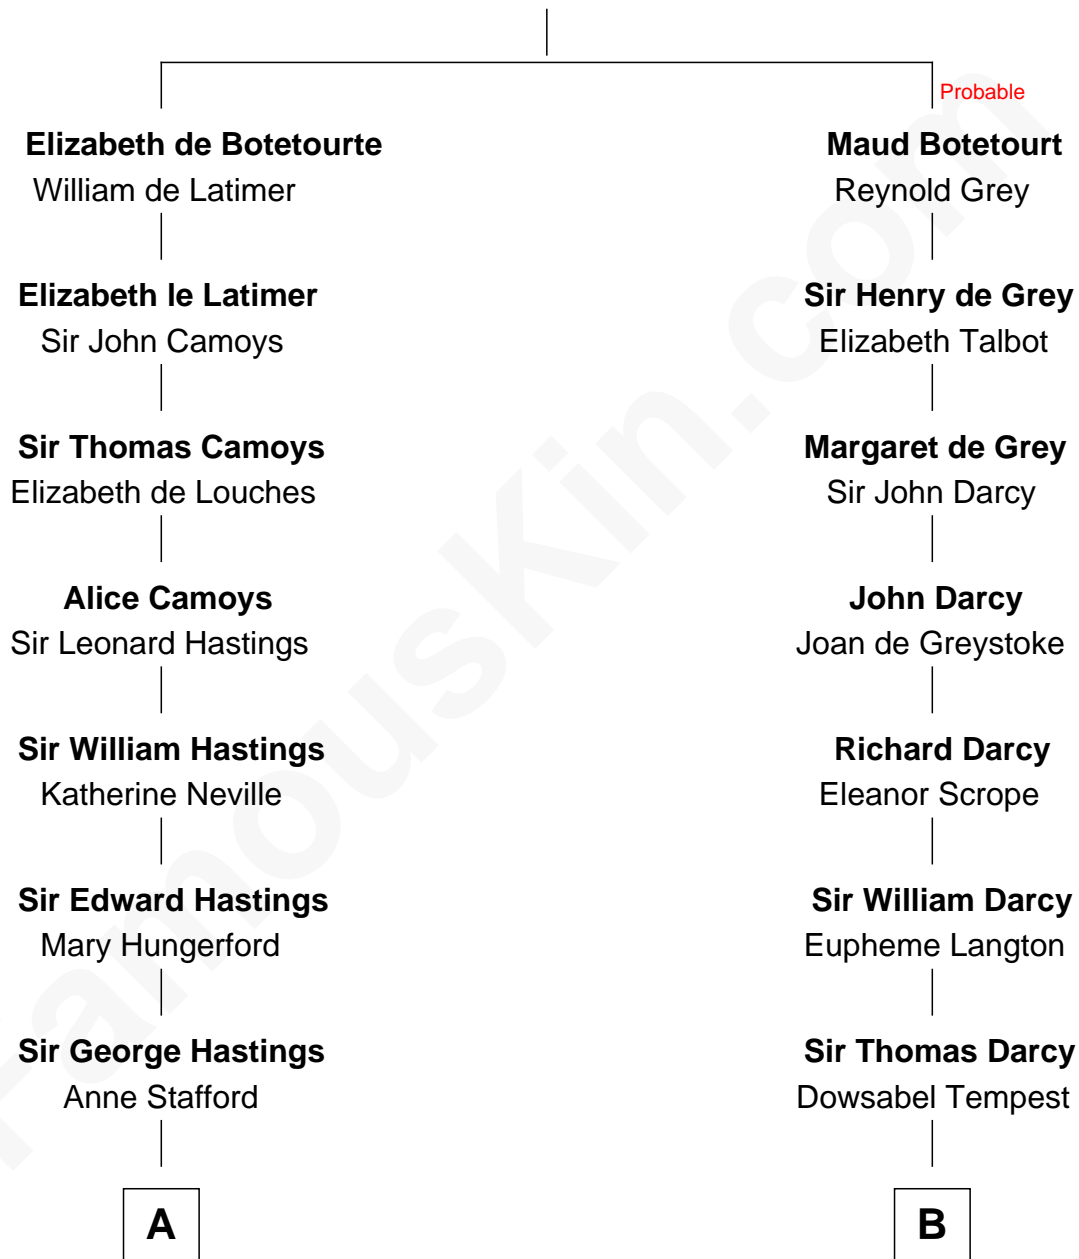 Probable
Elizabeth de Botetourte
William de Latimer
Maud Botetourt
Reynold Grey
Elizabeth le Latimer
Sir John Camoys
Sir Henry de Grey
Elizabeth Talbot
Sir Thomas Camoys
Elizabeth de Louches
Margaret de Grey
Sir John Darcy
Alice Camoys
Sir Leonard Hastings
John Darcy
Joan de Greystoke
Sir William Hastings
Katherine Neville
Richard Darcy
Eleanor Scrope
Sir Edward Hastings
Mary Hungerford
Sir William Darcy
Eupheme Langton
Sir George Hastings
Anne Stafford
Sir Thomas Darcy
Dowsabel Tempest
A
B
FamousKin.com